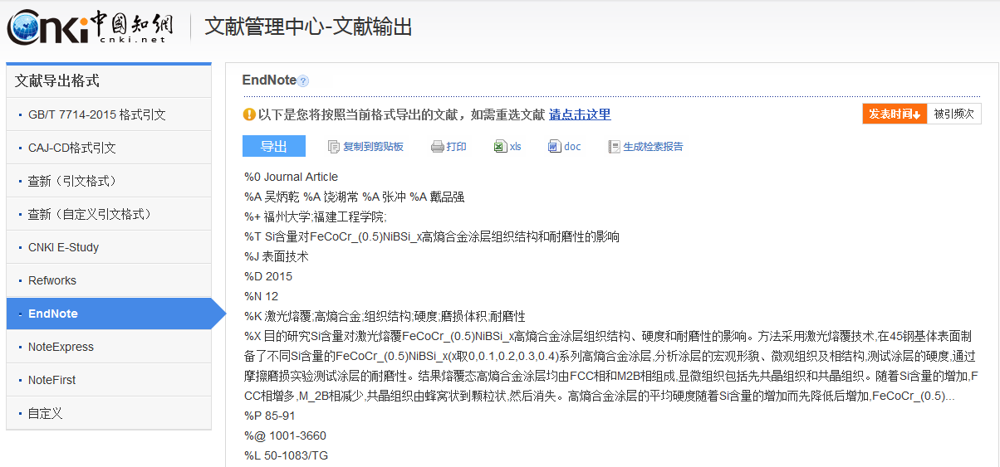 Cnki中國知網
cnki.net
文献管理中心-文献输出
文献导出格式
GB/T 7714-2015 格式引文
CAJ-CD格式引文
查新（引文格式）
查新（自定义引文格式）
CNKI E-Study
Refworks
EndNote
NoteExpress
NoteFirst
自定义
EndNote?
以下是您将按照当前格式导出的文献，如需重选文献 请点击这里
发表时间 被引频次
导出 复制到剪贴板 打印 xls doc 生成检索报告
%0 Journal Article
%A 吴炳乾 %A 饶湖常 %A 张冲 %A 戴品强
%+ 福州大学;福建工程学院;
%T Si含量对FeCoCr_(0.5)NiBSi_x高熵合金涂层组织结构和耐磨性的影响
%J 表面技术
%D 2015
%N 12
%K 激光熔覆;高熵合金;组织结构;硬度;磨损体积;耐磨性
%X 目的研究Si含量对激光熔覆FeCoCr_(0.5)NiBSi_x高熵合金涂层组织结构、硬度和耐磨性的影响。方法采用激光熔覆技术,在45钢基体表面制
备了不同Si含量的FeCoCr_(0.5)NiBSi_x(x取0,0.1,0.2,0.3,0.4)系列高熵合金涂层,分析涂层的宏观形貌、微观组织及相结构,测试涂层的硬度,通过
摩擦磨损实验测试涂层的耐磨性。结果熔覆态高熵合金涂层均由FCC相和M2B相组成,显微组织包括先共晶组织和共晶组织。随着Si含量的增加,F
CC相增多,M_2B相减少,共晶组织由蜂窝状到颗粒状,然后消失。高熵合金涂层的平均硬度随着Si含量的增加而先降低后增加,FeCoCr_(0.5)...
%P 85-91
%@ 1001-3660
%L 50-1083/TG